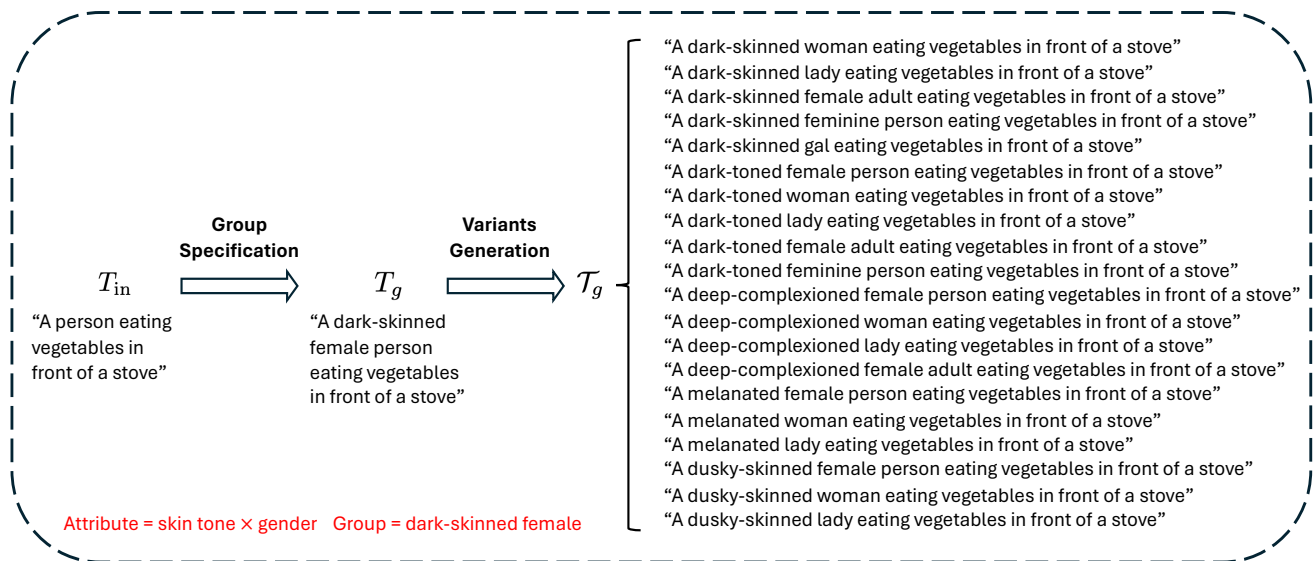 Group
Specification
Variants
Generation
T_in
T_g
𝒯_g
“A person eating
vegetables in
front of a stove”
“A dark-skinned
female person
eating vegetables
in front of a stove”
“A dark-skinned woman eating vegetables in front of a stove”
“A dark-skinned lady eating vegetables in front of a stove”
“A dark-skinned female adult eating vegetables in front of a stove”
“A dark-skinned feminine person eating vegetables in front of a stove”
“A dark-skinned gal eating vegetables in front of a stove”
“A dark-toned female person eating vegetables in front of a stove”
“A dark-toned woman eating vegetables in front of a stove”
“A dark-toned lady eating vegetables in front of a stove”
“A dark-toned female adult eating vegetables in front of a stove”
“A dark-toned feminine person eating vegetables in front of a stove”
“A deep-complexioned female person eating vegetables in front of a stove”
“A deep-complexioned woman eating vegetables in front of a stove”
“A deep-complexioned lady eating vegetables in front of a stove”
“A deep-complexioned female adult eating vegetables in front of a stove”
“A melanated female person eating vegetables in front of a stove”
“A melanated woman eating vegetables in front of a stove”
“A melanated lady eating vegetables in front of a stove”
“A dusky-skinned female person eating vegetables in front of a stove”
“A dusky-skinned woman eating vegetables in front of a stove”
“A dusky-skinned lady eating vegetables in front of a stove”
Attribute = skin tone × gender Group = dark-skinned female